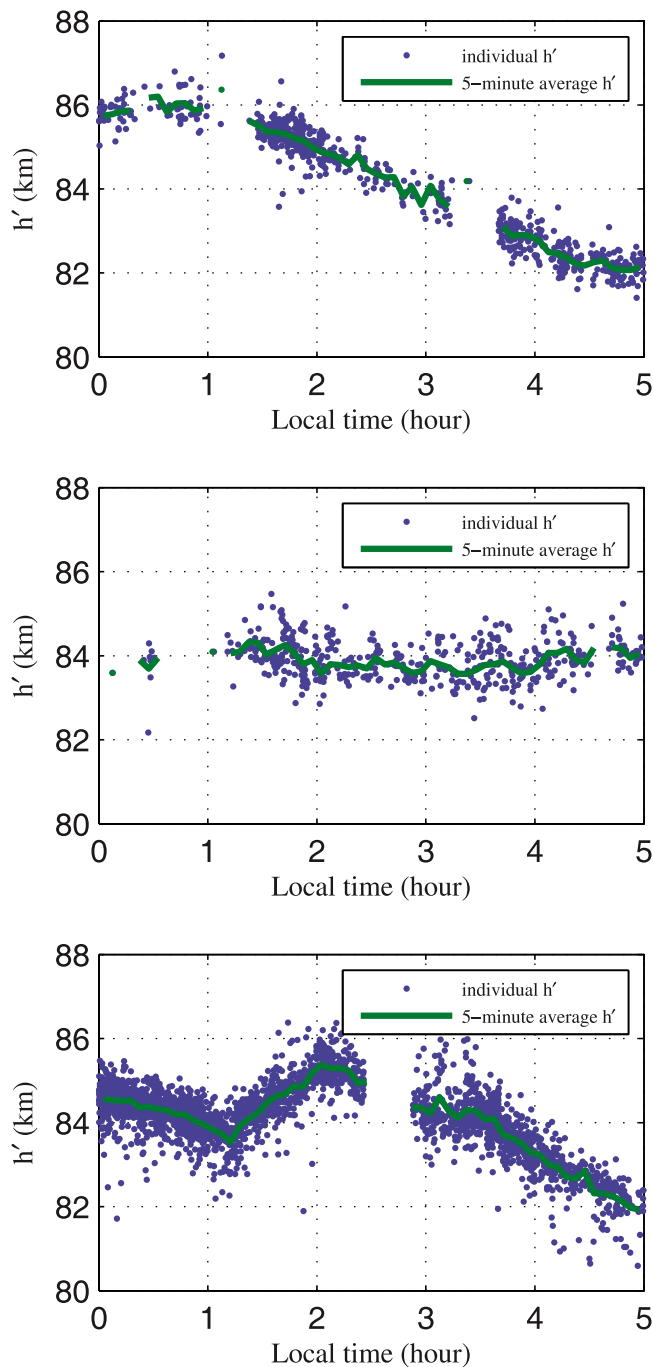 88
86
84
82
80
h′ (km)
individual h′
5−minute average h′
0 1 2 3 4 5
Local time (hour)
88
86
84
82
80
h′ (km)
individual h′
5−minute average h′
0 1 2 3 4 5
Local time (hour)
88
86
84
82
80
h′ (km)
individual h′
5−minute average h′
0 1 2 3 4 5
Local time (hour)